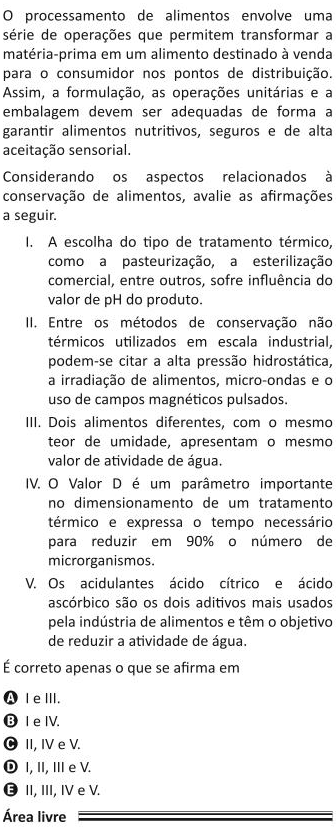 O processamento de alimentos envolve uma
série de operações que permitem transformar a
matéria-prima em um alimento destinado à venda
para o consumidor nos pontos de distribuição.
Assim, a formulação, as operações unitárias e a
embalagem devem ser adequadas de forma a
garantir alimentos nutritivos, seguros e de alta
aceitação sensorial.
Considerando os aspectos relacionados à
conservação de alimentos, avalie as afirmações
a seguir.
I. A escolha do tipo de tratamento térmico,
como a pasteurização, a esterilização
comercial, entre outros, sofre influência do
valor de pH do produto.
II. Entre os métodos de conservação não
térmicos utilizados em escala industrial,
podem-se citar a alta pressão hidrostática,
a irradiação de alimentos, micro-ondas e o
uso de campos magnéticos pulsados.
III. Dois alimentos diferentes, com o mesmo
teor de umidade, apresentam o mesmo
valor de atividade de água.
IV. O Valor D é um parâmetro importante
no dimensionamento de um tratamento
térmico e expressa o tempo necessário
para reduzir em 90% o número de
microrganismos.
V. Os acidulantes ácido cítrico e ácido
ascórbico são os dois aditivos mais usados
pela indústria de alimentos e têm o objetivo
de reduzir a atividade de água.
É correto apenas o que se afirma em
A I e III.
B I e IV.
C II, IV e V.
D I, II, III e V.
E II, III, IV e V.
Área livre